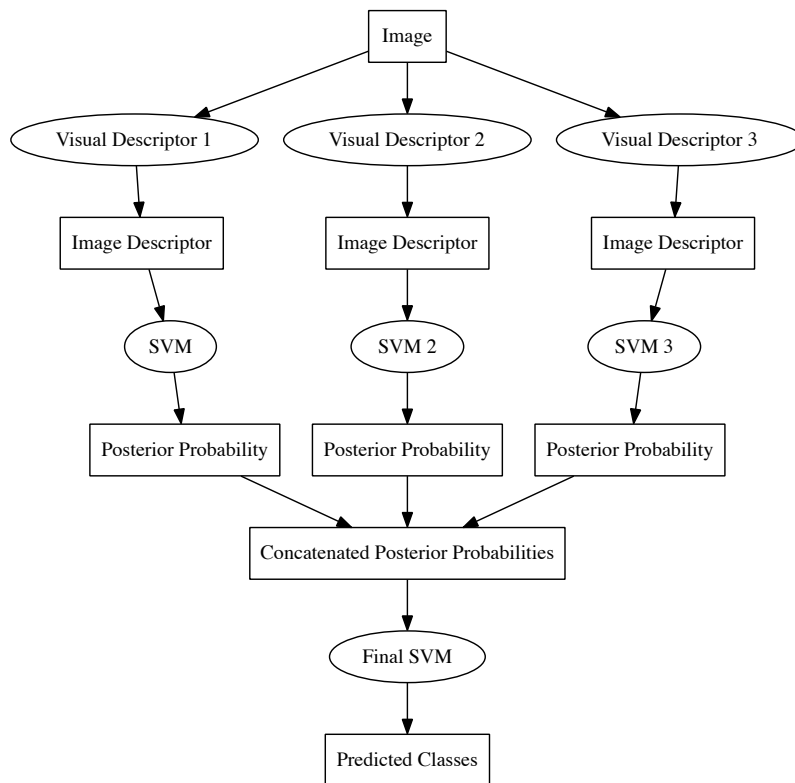 Image
Visual Descriptor 1
Visual Descriptor 2
Visual Descriptor 3
Image Descriptor
Image Descriptor
Image Descriptor
SVM
SVM 2
SVM 3
Posterior Probability
Posterior Probability
Posterior Probability
Concatenated Posterior Probabilities
Final SVM
Predicted Classes